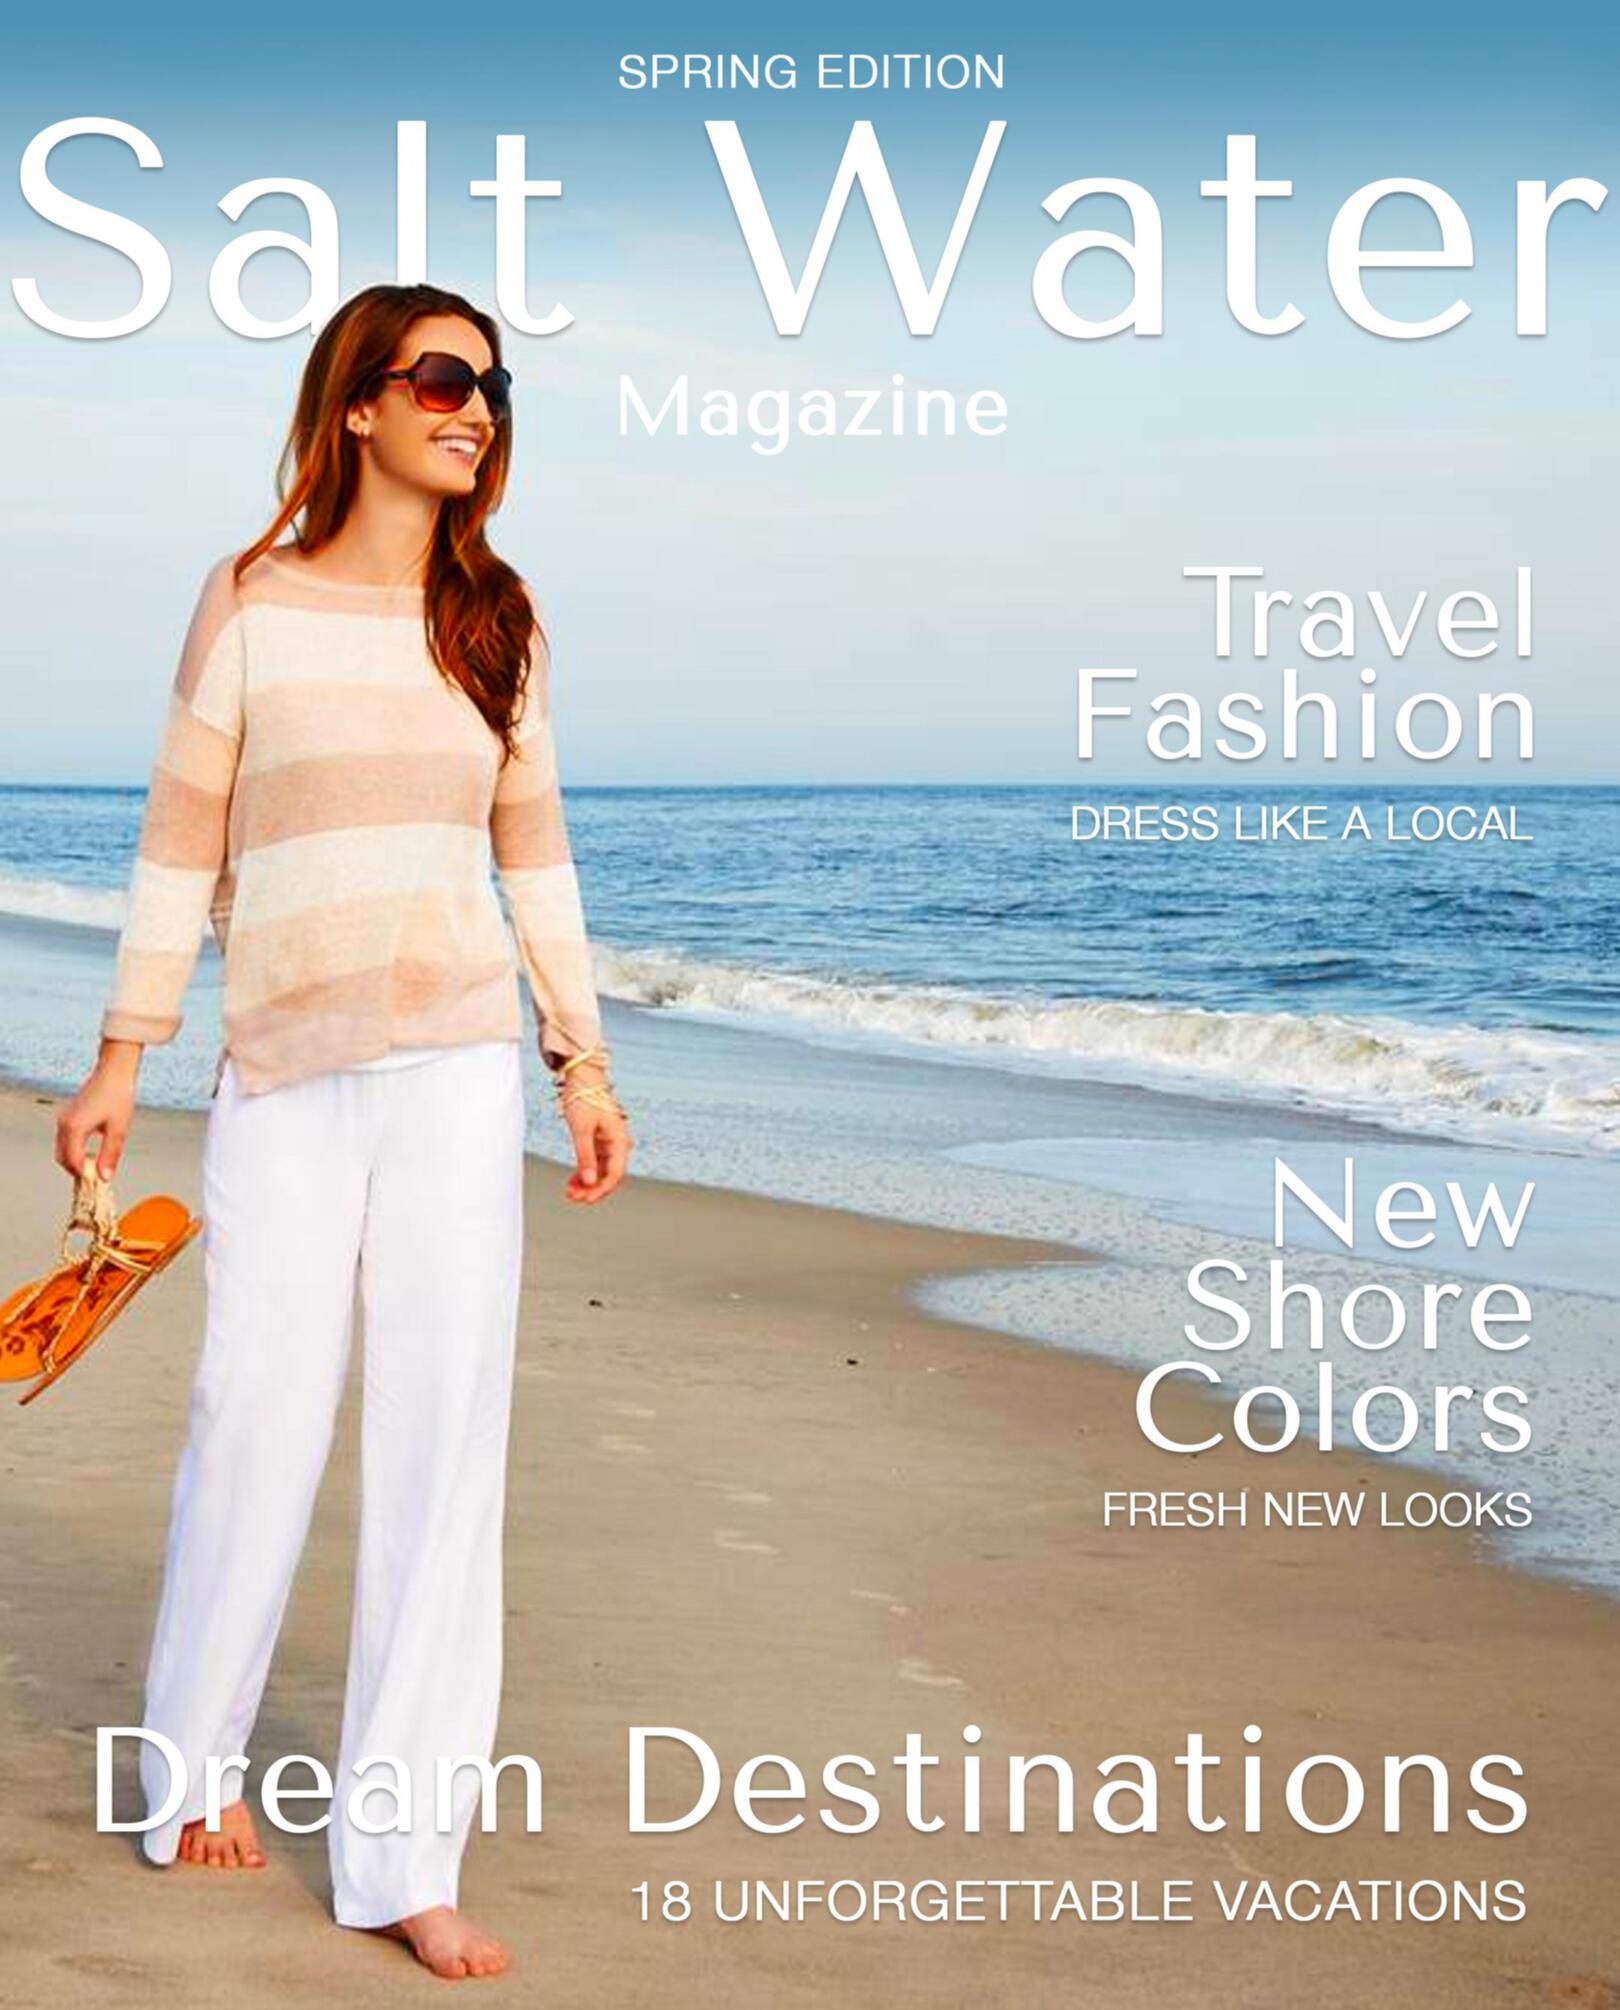 SPRING EDITION
Salt Water
Magazine
Travel
Fashion
DRESS LIKE A LOCAL
New
Shore
Colors
FRESH NEW LOOKS
Dream Destinations
18 UNFORGETTABLE VACATIONS